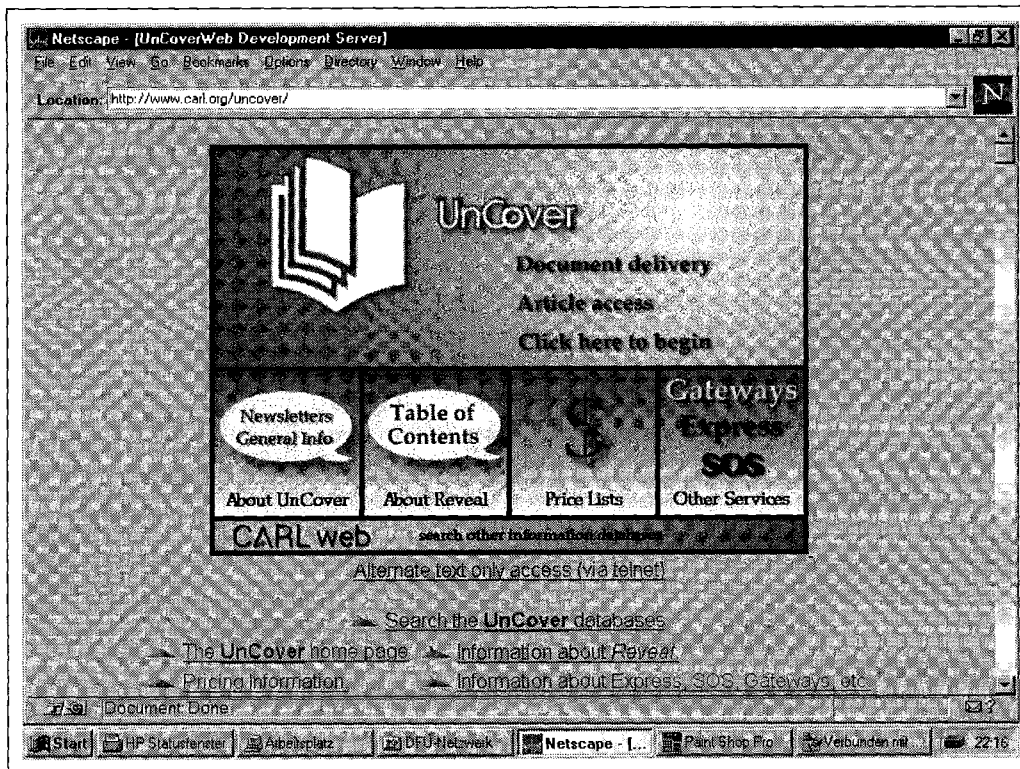 Netscape - [UnCoverWeb Development Server]
File Edit View Go Bookmarks Options Directory Window Help
Location: http://www.carl.org/uncover/
N
UnCover
Document delivery
Article access
Click here to begin
Newsletters
General Info
About UnCover
Table of
Contents
About Reveal
$
Price Lists
Gateways
Express
SOS
Other Services
CARL web search other information databases
Alternate text only access (via telnet)
Search the UnCover databases
The UnCover home page Information about Reveal
Pricing Information Information about Express, SOS, Gateways, etc
Document: Done
Start HP Statusfenster Arbeitsplatz DFÜ-Netzwerk Netscape - [... Paint Shop Pro Verbunden mit ... 22:16